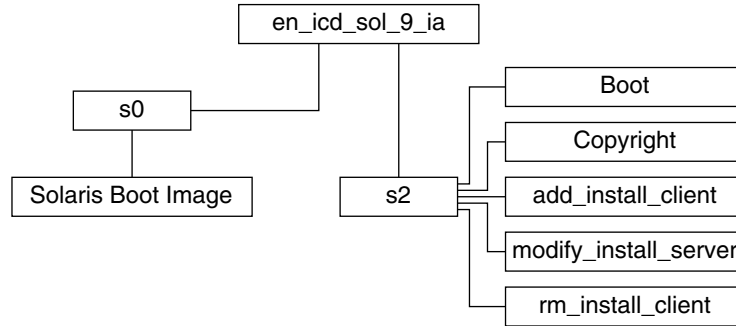 en_icd_sol_9_ia
s0
Solaris Boot Image
s2
Boot
Copyright
add_install_client
modify_install_server
rm_install_client